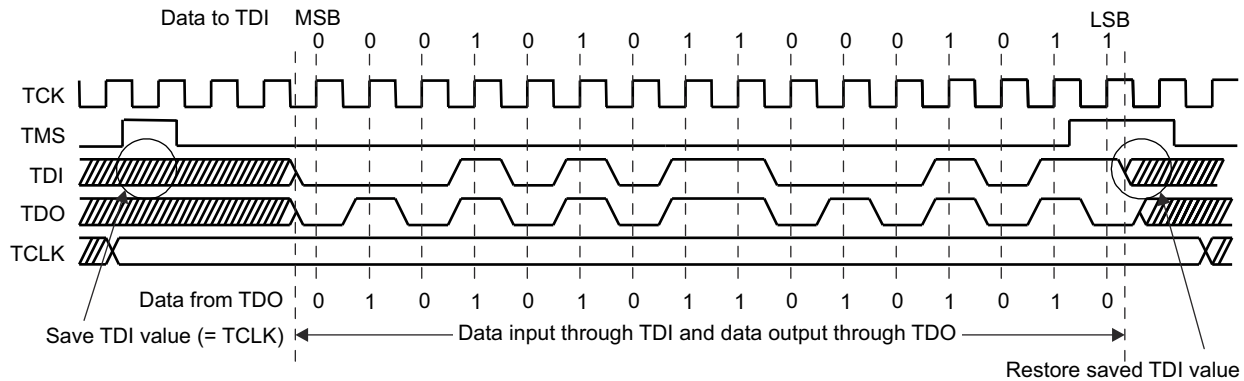 Data to TDI MSB LSB
0 0 0 1 0 1 0 1 1 0 0 0 1 0 1 1
TCK
TMS
TDI
TDO
TCLK
Data from TDO 0 1 0 1 0 1 0 1 1 0 1 0 1 0 1 0
Save TDI value (= TCLK) Data input through TDI and data output through TDO
Restore saved TDI value